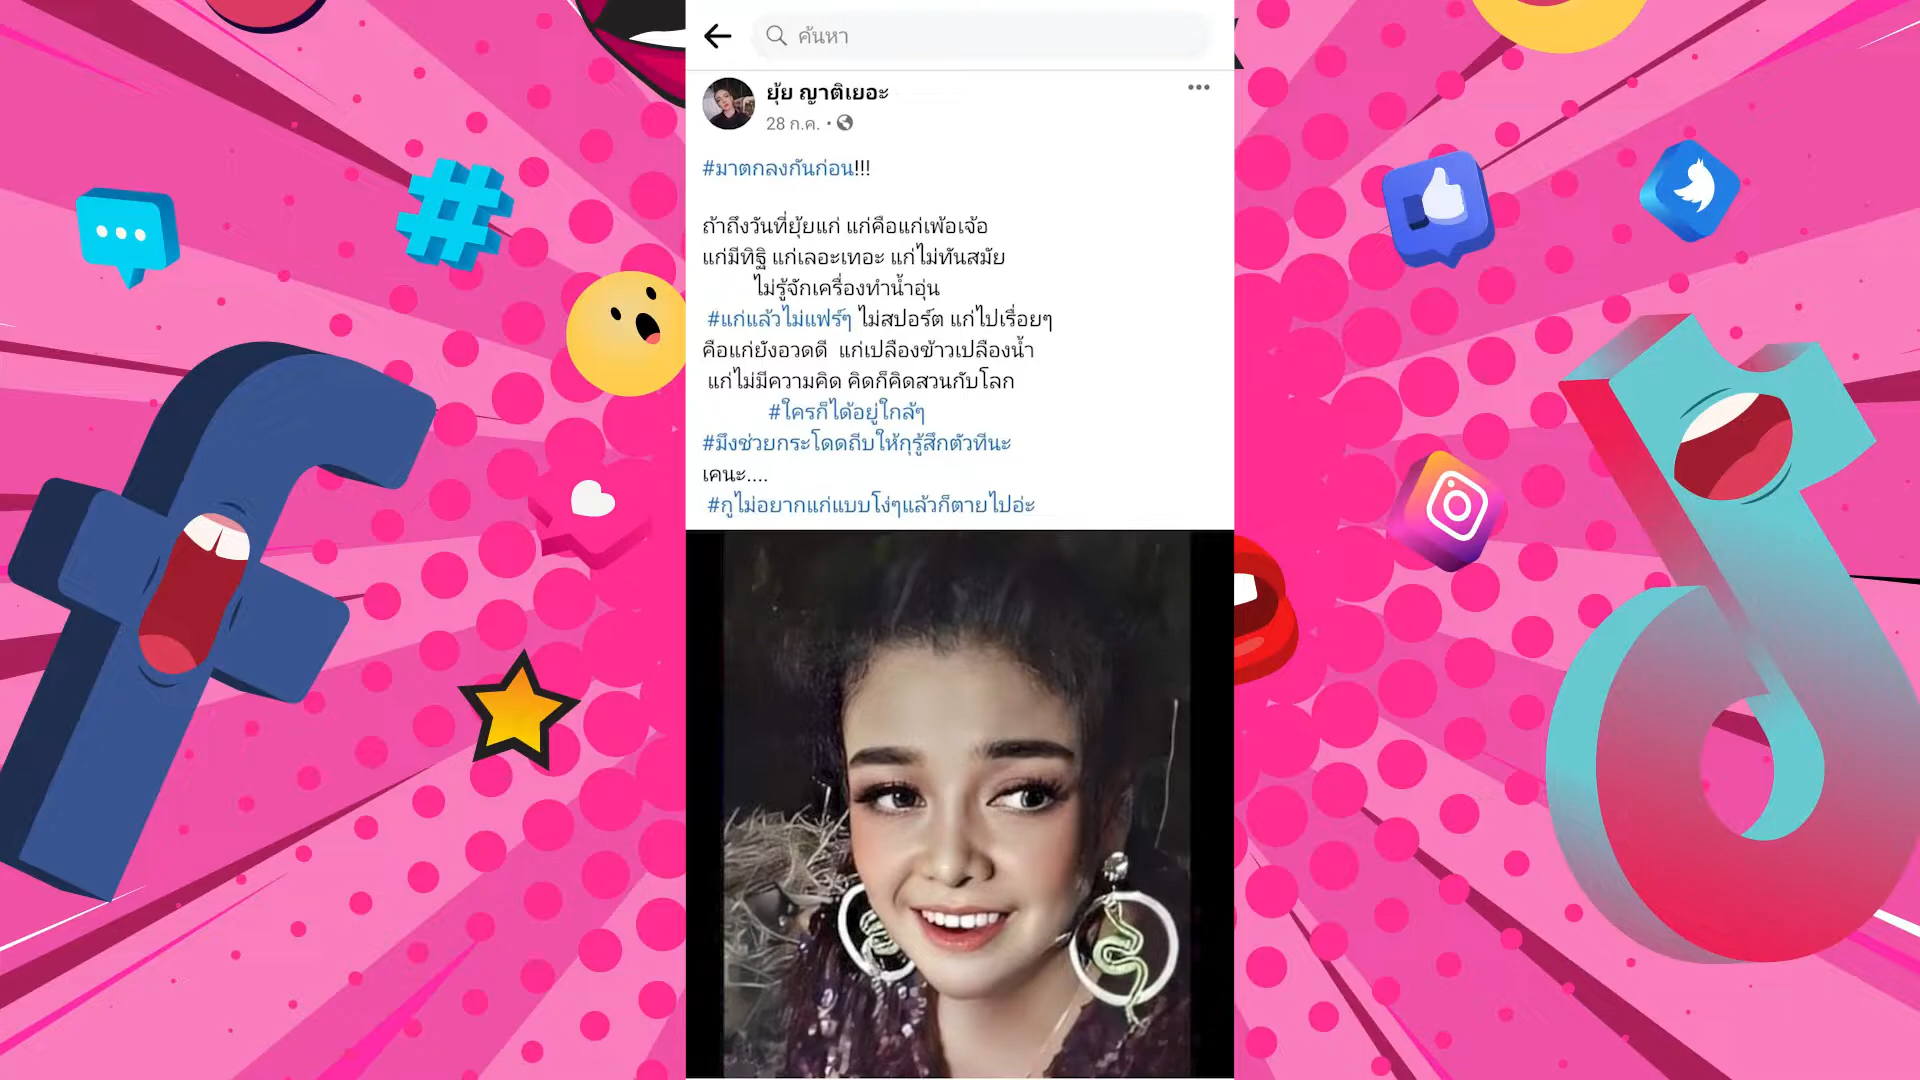 ค้นหา
ยุ้ย ญาติเยอะ
28 ก.ค. •
#มาตกลงกันก่อน!!!
ถ้าถึงวันที่ยุ้ยแก่ แก่คือแก่เพ้อเจ้อ
แก่มีทิฐิ แก่เลอะเทอะ แก่ไม่ทันสมัย
ไม่รู้จักเครื่องทำน้ำอุ่น
#แก่แล้วไม่แฟร์ๆ ไม่สปอร์ต แก่ไปเรื่อยๆ
คือแก่ยังอวดดี แก่เปลืองข้าวเปลืองน้ำ
แก่ไม่มีความคิด คิดก็คิดสวนกับโลก
#ใครก็ได้อยู่ใกล้ๆ
#มึงช่วยกระโดดถีบให้กุรู้สึกตัวทีนะ
เคนะ....
#กูไม่อยากแก่แบบโง่ๆแล้วก็ตายไปอ่ะ